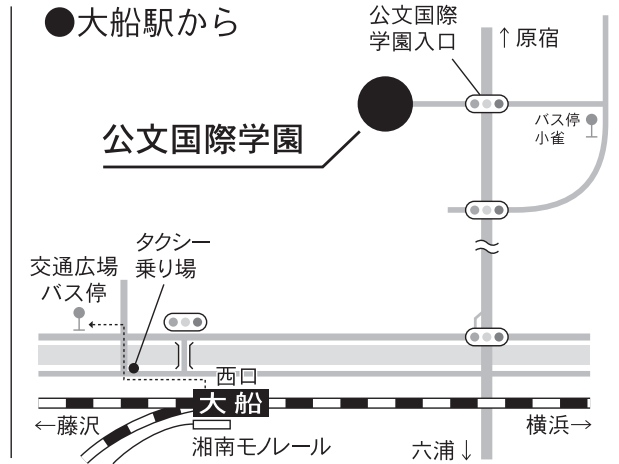 ●大船駅から
公文国際
学園入口
↑原宿
バス停
小雀
公文国際学園
タクシー
乗り場
交通広場
バス停
西口
大船
←藤沢
横浜→
湘南モノレール
六浦↓